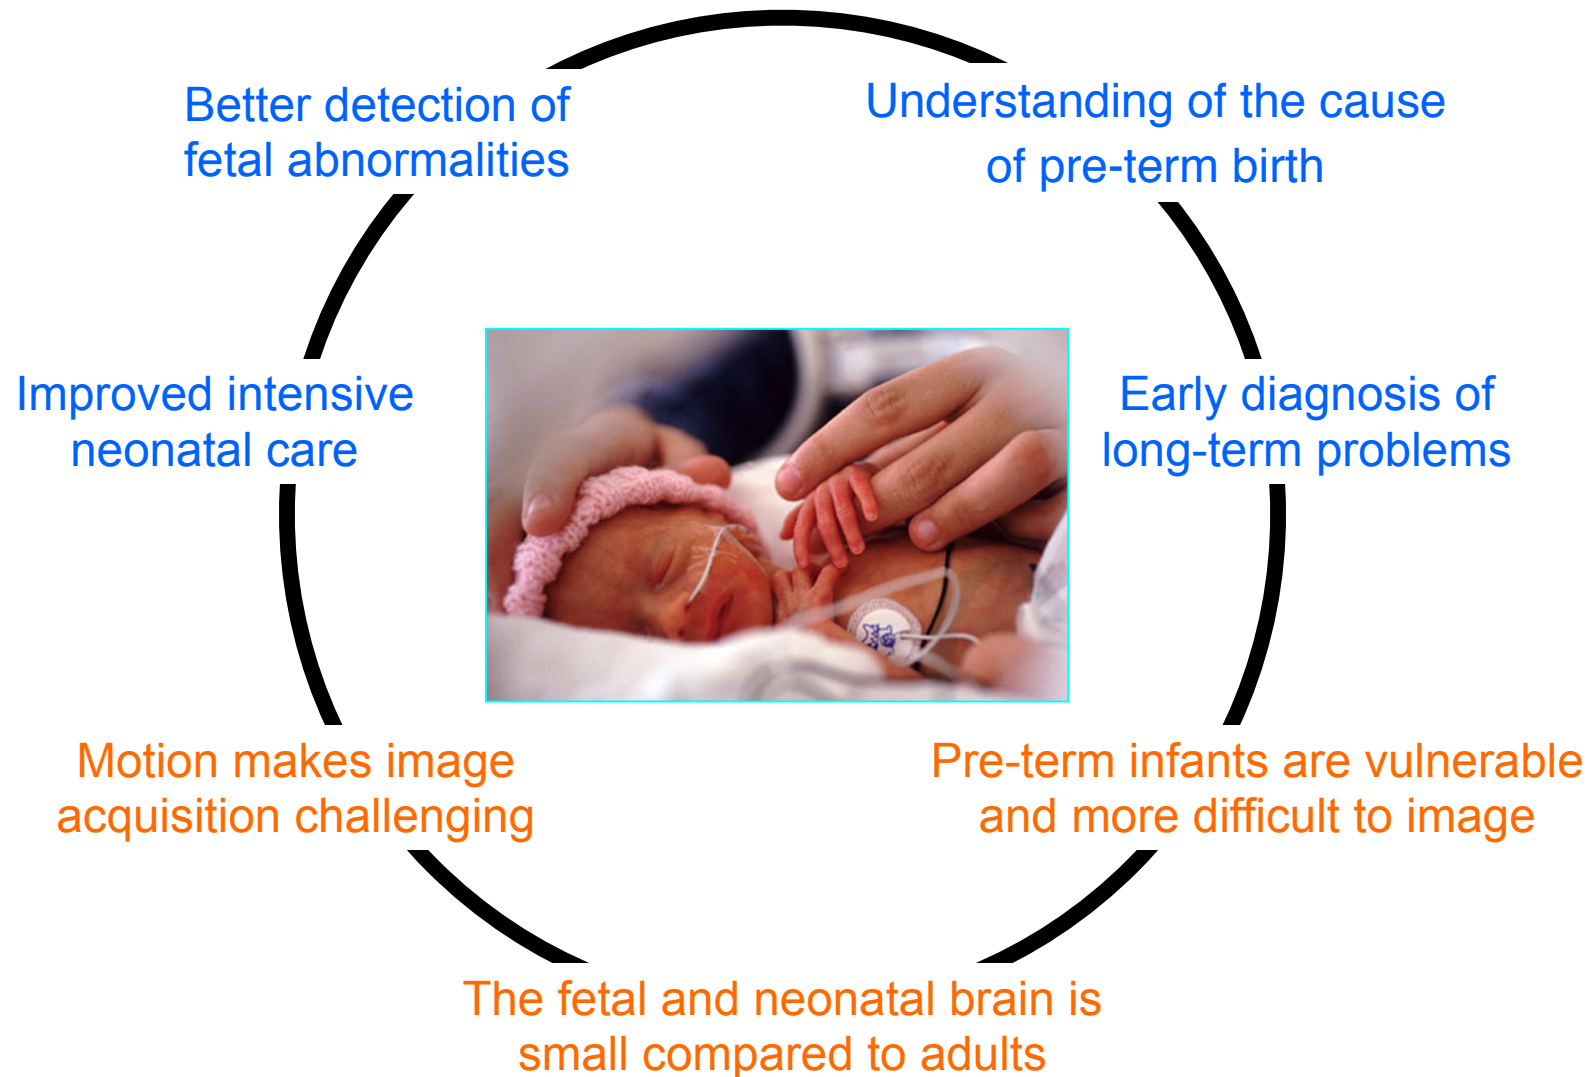 Better detection of
fetal abnormalities
Understanding of the cause
of pre-term birth
Improved intensive
neonatal care
Early diagnosis of
long-term problems
Motion makes image
acquisition challenging
Pre-term infants are vulnerable
and more difficult to image
The fetal and neonatal brain is
small compared to adults